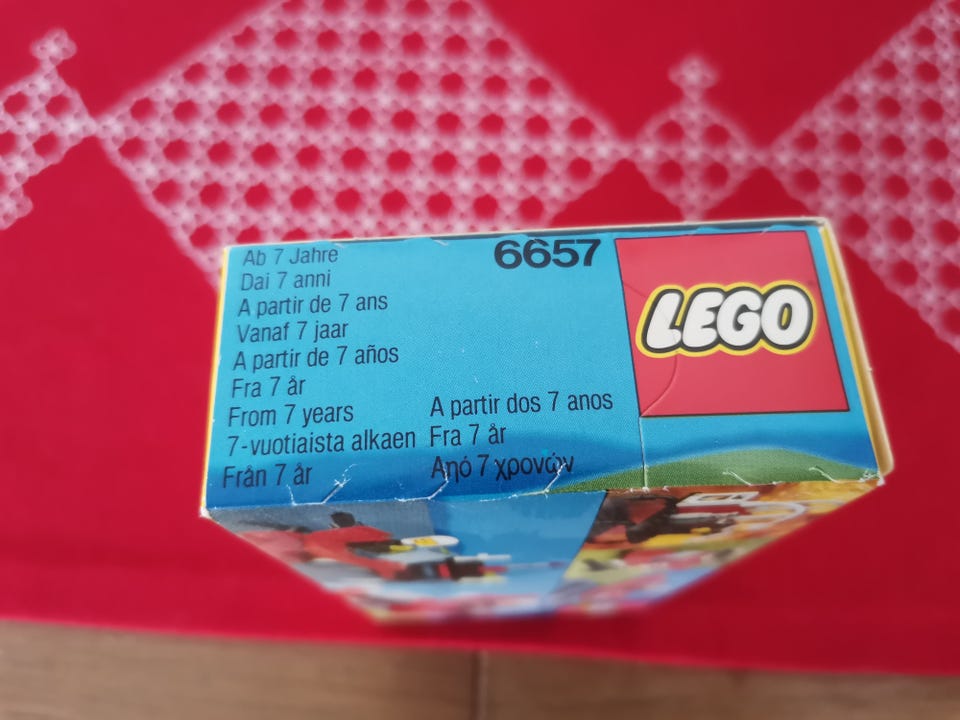 Ab 7 Jahre
Dai 7 anni
A partir de 7 ans
Vanaf 7 jaar
A partir de 7 años
Fra 7 år
From 7 years
7-vuotiaista alkaen
Från 7 år
A partir dos 7 anos
Fra 7 år
Από 7 χρονών
6657
LEGO